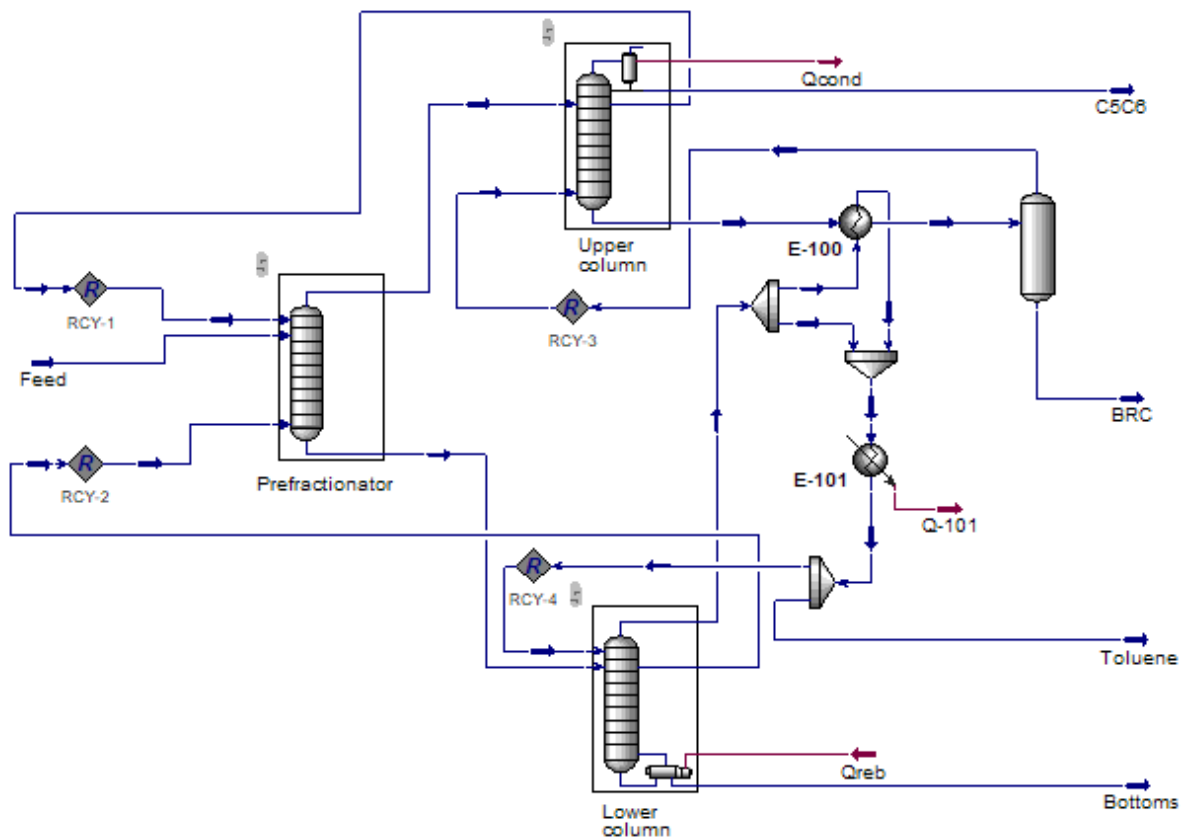 Qcond
C5C6
Upper
column
E-100
RCY-1
RCY-3
Feed
BRC
RCY-2
Prefractionator
E-101
Q-101
RCY-4
Toluene
Qreb
Bottoms
Lower
column
R
R
R
R